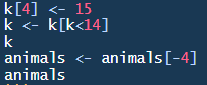 k[4] <- 15
k <- k[k<14]
k
animals <- animals[-4]
animals